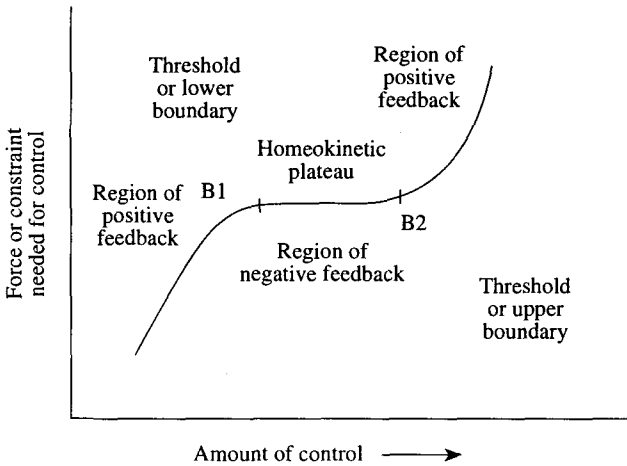 Force or constraint
needed for control
Threshold
or lower
boundary
Region of
positive
feedback
Homeokinetic
plateau
Region of
positive
feedback
B1
B2
Region of
negative feedback
Threshold
or upper
boundary
Amount of control